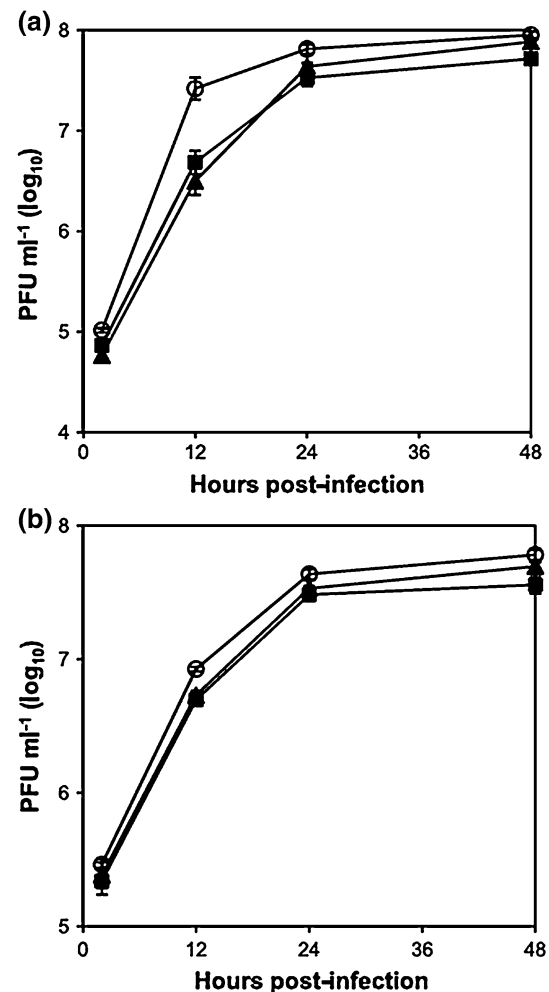 (a)
8
7
6
5
4
PFU ml-1 (log10)
0 12 24 36 48
Hours post-infection
(b)
8
7
6
5
PFU ml-1 (log10)
0 12 24 36 48
Hours post-infection